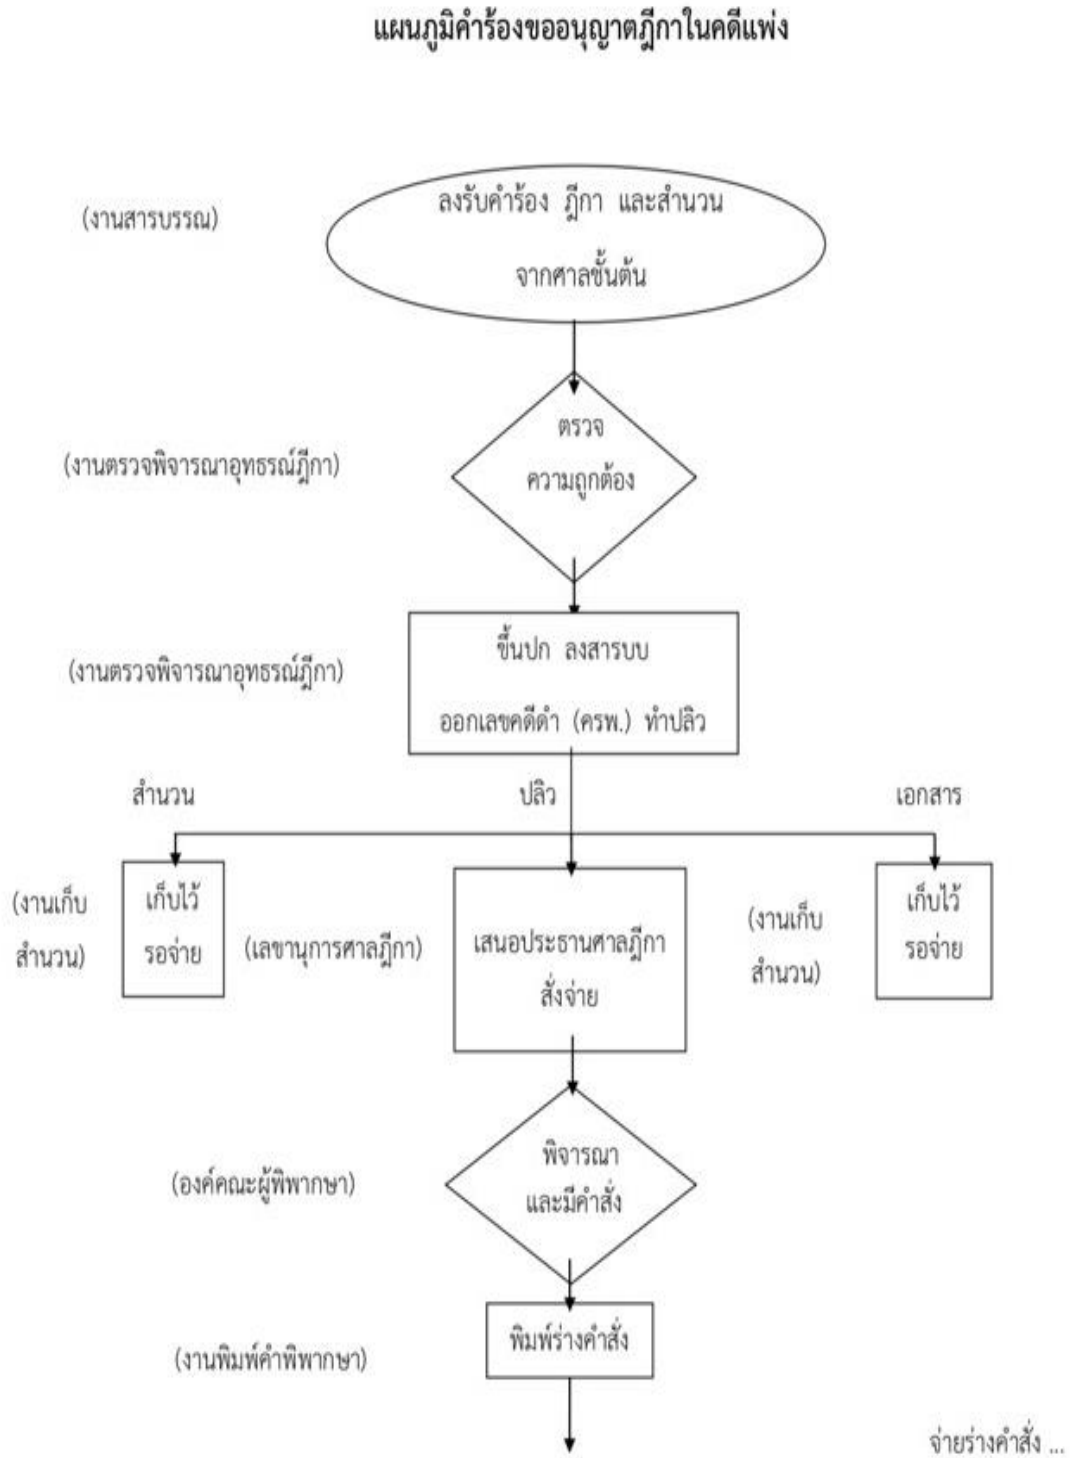 แผนภูมิคำร้องขออนุญาตฎีกาในคดีแพ่ง
(งานสารบรรณ)
ลงรับคำร้อง ฎีกา และสำนวน
จากศาลชั้นต้น
(งานตรวจพิจารณาอุทธรณ์ฎีกา)
ตรวจ
ความถูกต้อง
(งานตรวจพิจารณาอุทธรณ์ฎีกา)
ขึ้นปก ลงสารบบ
ออกเลขคดีดำ (ครพ.) ทำปลิว
สำนวน
ปลิว
เอกสาร
(งานเก็บ
สำนวน)
เก็บไว้
รอจ่าย
(เลขานุการศาลฎีกา)
เสนอประธานศาลฎีกา
สั่งจ่าย
(งานเก็บ
สำนวน)
เก็บไว้
รอจ่าย
(องค์คณะผู้พิพากษา)
พิจารณา
และมีคำสั่ง
(งานพิมพ์คำพิพากษา)
พิมพ์ร่างคำสั่ง
จ่ายร่างคำสั่ง ...